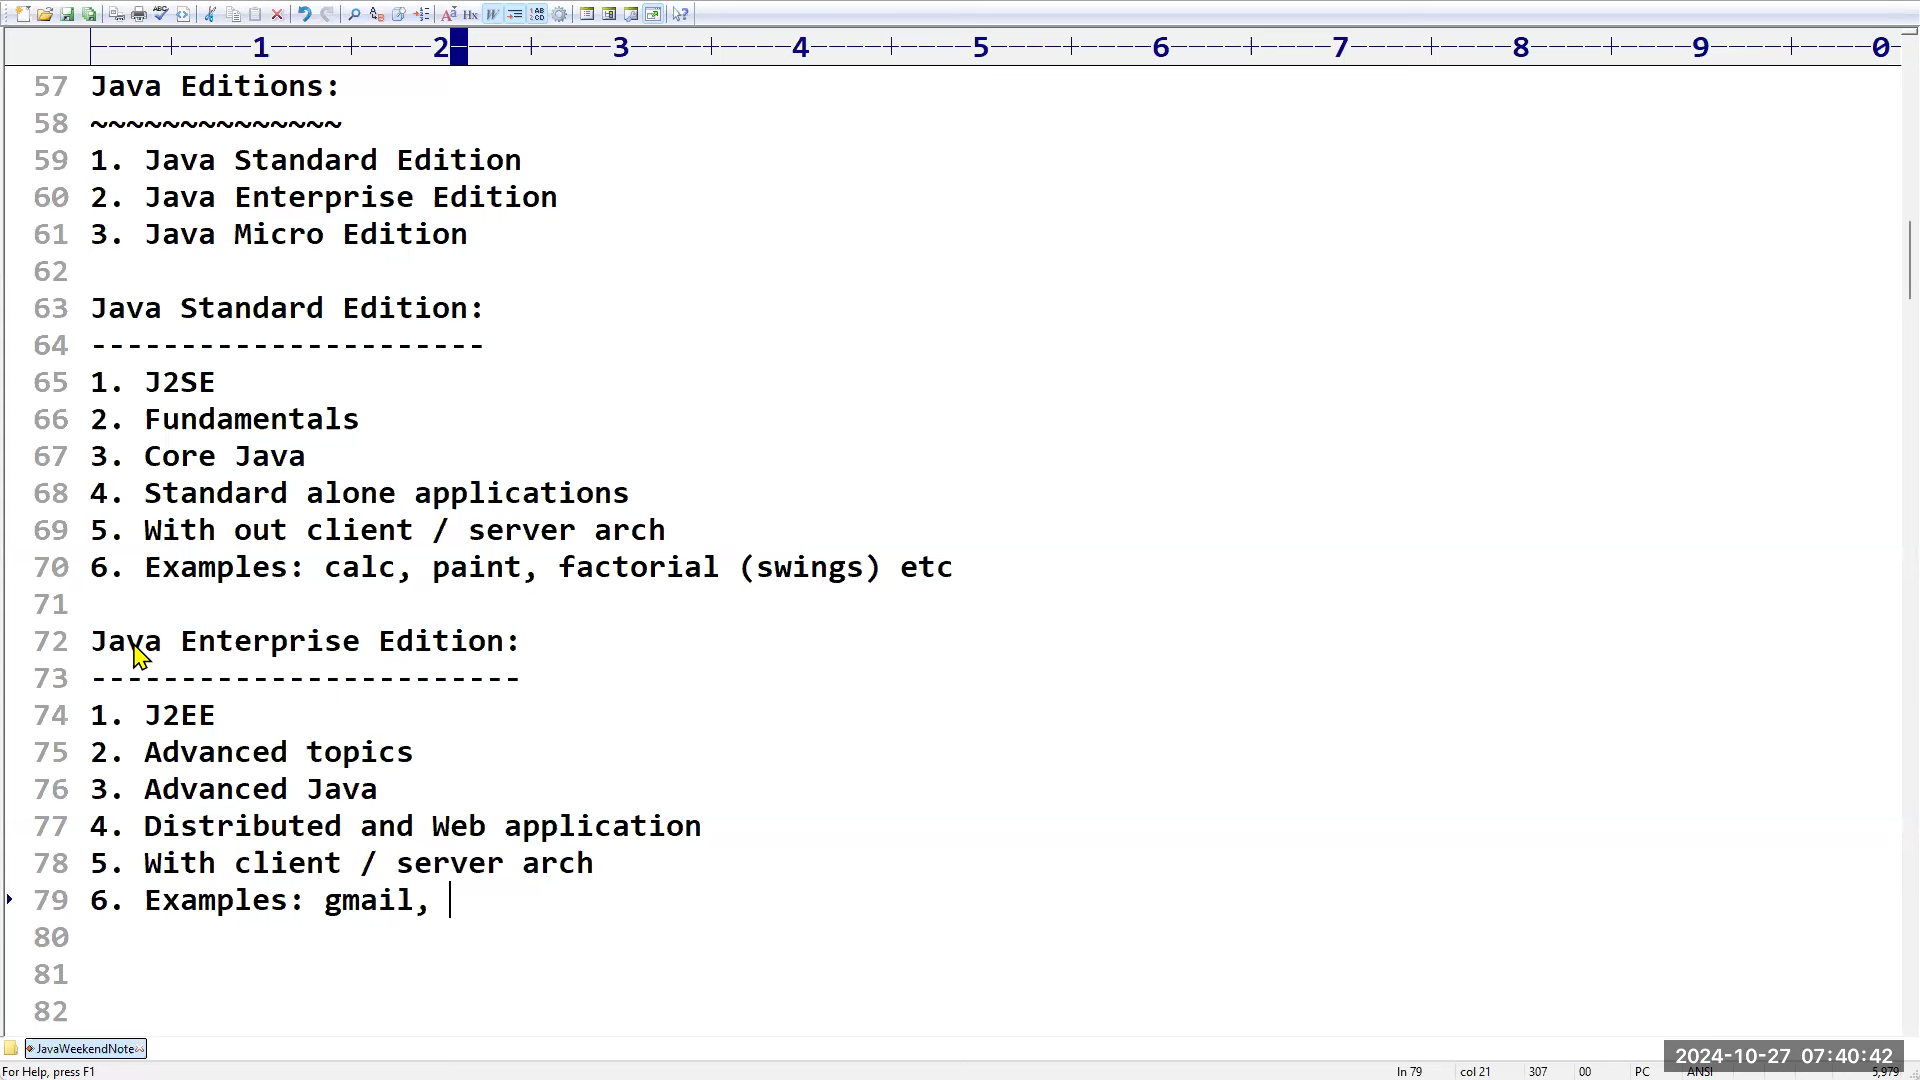 ----+----1----+----2----+----3----+----4----+----5----+----6----+----7----+----8----+----9----+----0
57 Java Editions:
58 ~~~~~~~~~~~~~~
59 1. Java Standard Edition
60 2. Java Enterprise Edition
61 3. Java Micro Edition
62
63 Java Standard Edition:
64 ----------------------
65 1. J2SE
66 2. Fundamentals
67 3. Core Java
68 4. Standard alone applications
69 5. With out client / server arch
70 6. Examples: calc, paint, factorial (swings) etc
71
72 Java Enterprise Edition:
73 ------------------------
74 1. J2EE
75 2. Advanced topics
76 3. Advanced Java
77 4. Distributed and Web application
78 5. With client / server arch
79 6. Examples: gmail,
80
81
82
JavaWeekendNote
2024-10-27 07:40:42
For Help, press F1 ln 79 col 21 307 00 PC ANSI 5,979